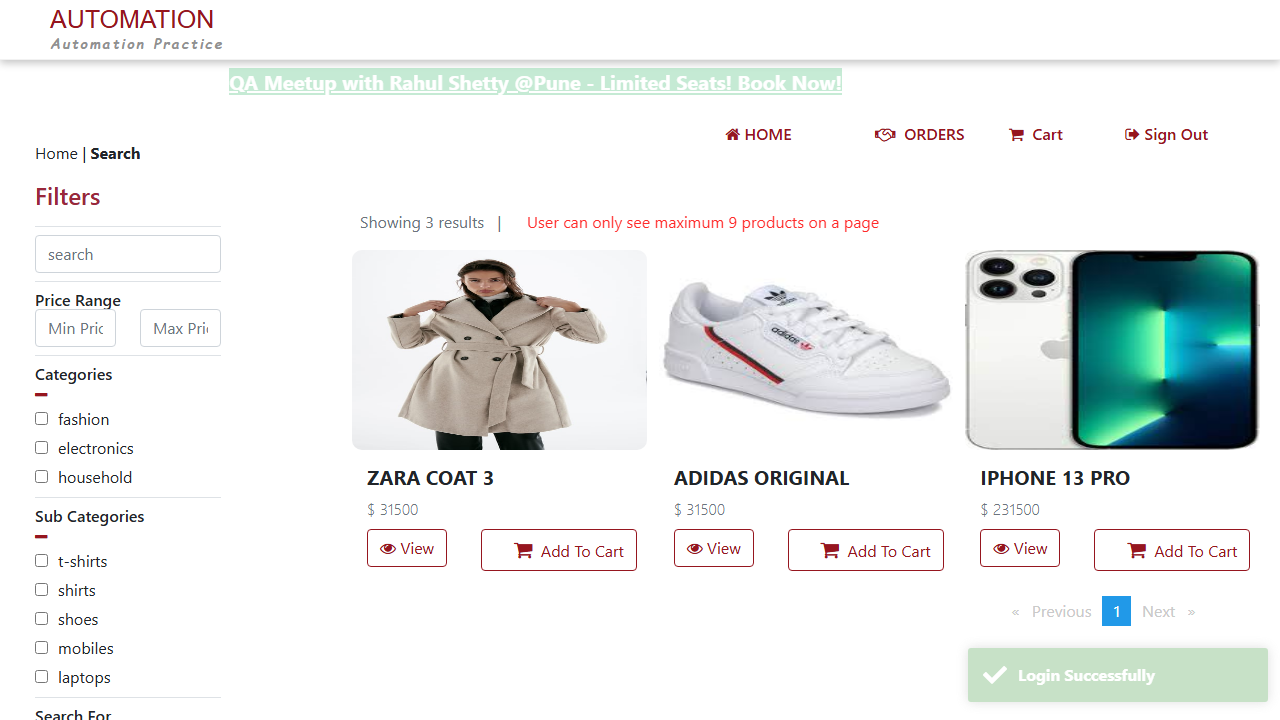 AUTOMATION
Automation Practice
QA Meetup with Rahul Shetty @Pune - Limited Seats! Book Now!
HOME ORDERS Cart Sign Out
Home | Search
Filters
Showing 3 results | User can only see maximum 9 products on a page
search
Price Range
Min Pric Max Pric
Categories
fashion
electronics
household
Sub Categories
t-shirts
shirts
shoes
mobiles
laptops
Search For
adidas
ZARA COAT 3
$ 31500
View Add To Cart
ADIDAS ORIGINAL
$ 31500
View Add To Cart
IPHONE 13 PRO
$ 231500
View Add To Cart
« Previous 1 Next »
Login Successfully